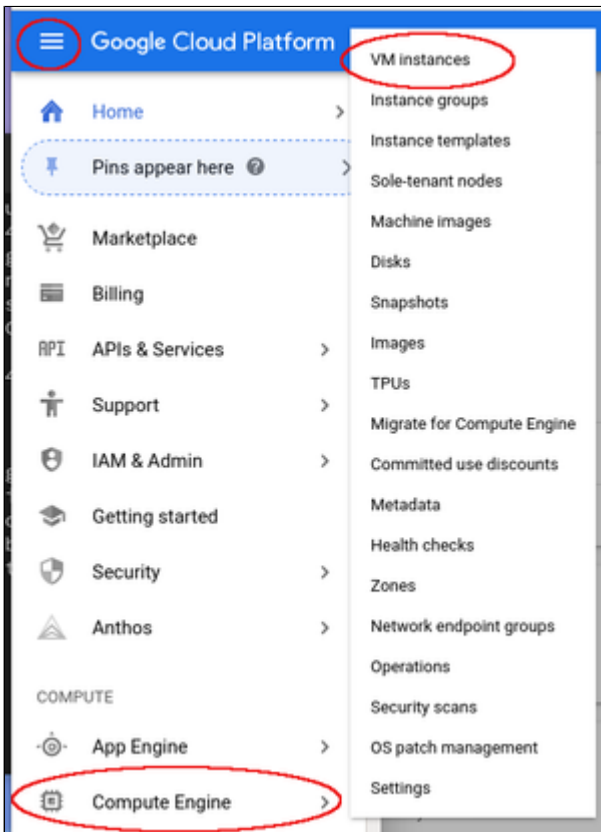 Google Cloud Platform
Home
Pins appear here
Marketplace
Billing
API APIs & Services
Support
IAM & Admin
Getting started
Security
Anthos
COMPUTE
App Engine
Compute Engine
VM instances
Instance groups
Instance templates
Sole-tenant nodes
Machine images
Disks
Snapshots
Images
TPUs
Migrate for Compute Engine
Committed use discounts
Metadata
Health checks
Zones
Network endpoint groups
Operations
Security scans
OS patch management
Settings